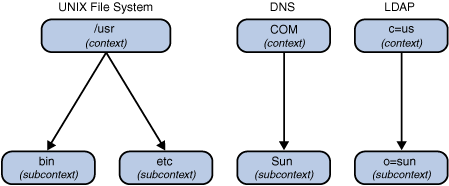 UNIX File System
DNS
LDAP
/usr
(context)
COM
(context)
c=us
(context)
bin
(subcontext)
etc
(subcontext)
Sun
(subcontext)
o=sun
(subcontext)